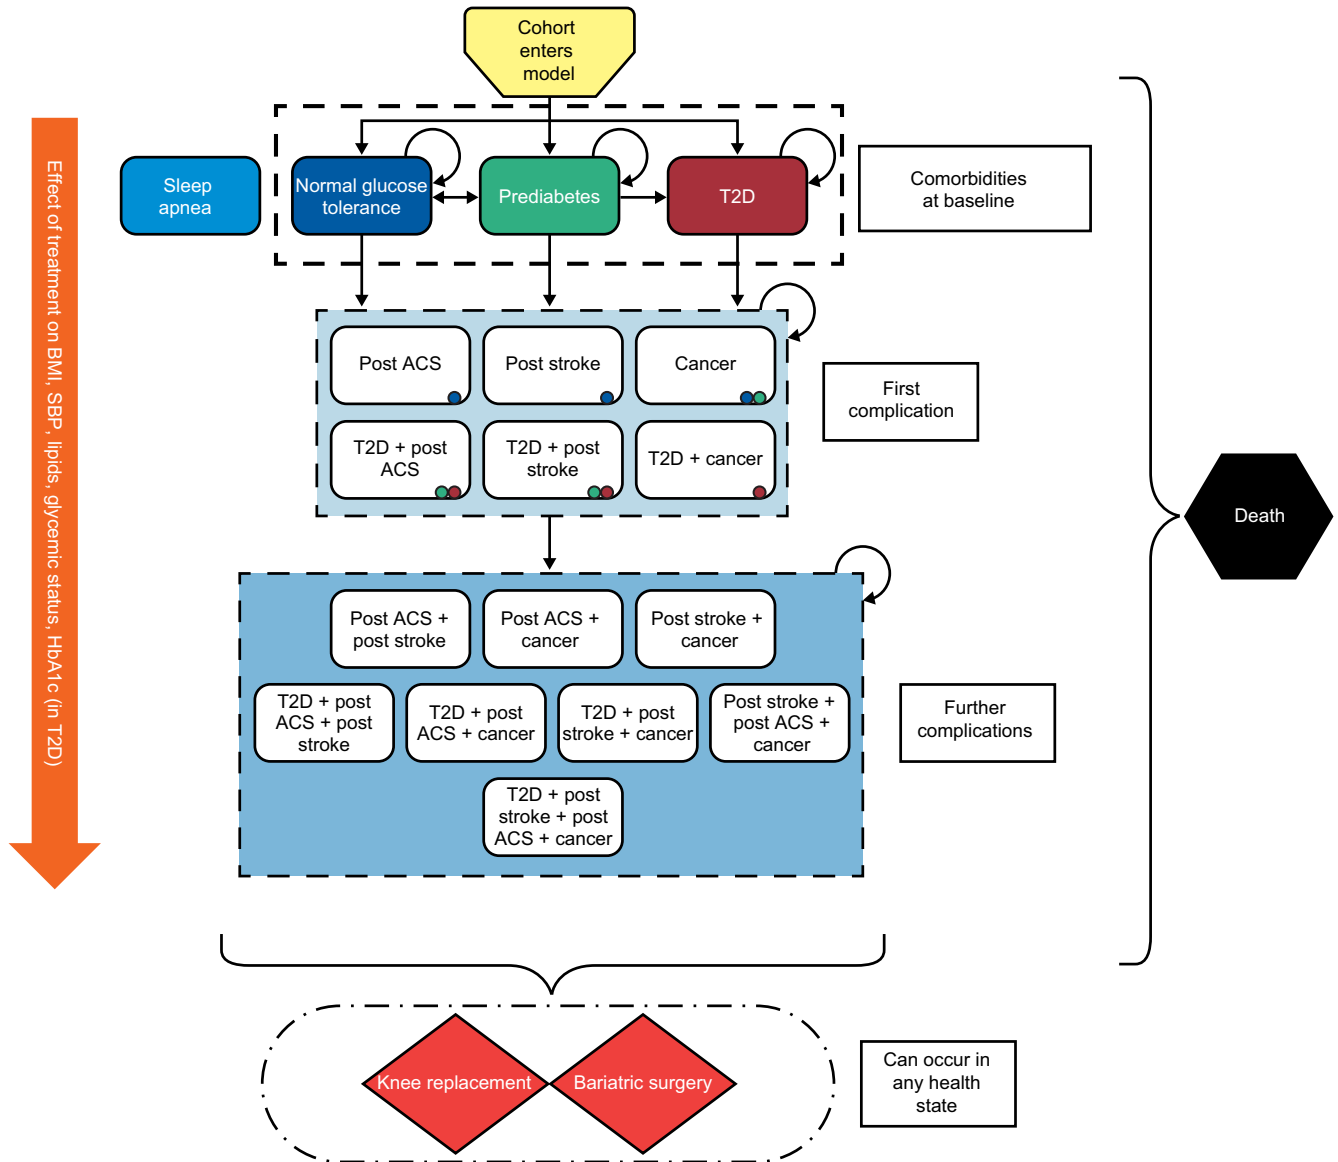 Cohort
enters
model
Effect of treatment on BMI, SBP, lipids, glycemic status, HbA1c (in T2D)
Sleep
apnea
Normal glucose
tolerance
Prediabetes
T2D
Comorbidities
at baseline
Post ACS
Post stroke
Cancer
T2D + post
ACS
T2D + post
stroke
T2D + cancer
First
complication
Death
Post ACS +
post stroke
Post ACS +
cancer
Post stroke +
cancer
T2D + post
ACS + post
stroke
T2D + post
ACS + cancer
T2D + post
stroke + cancer
Post stroke +
post ACS +
cancer
T2D + post
stroke + post
ACS + cancer
Further
complications
Knee replacement
Bariatric surgery
Can occur in
any health
state